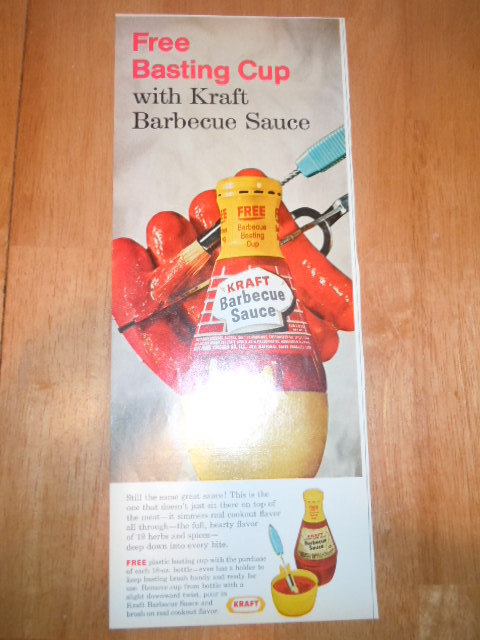 Free
Basting Cup
with Kraft
Barbecue Sauce
FREE
Barbecue
Basting
Cup
KRAFT
Barbecue
Sauce
Still the same great sauce! This is the
one that doesn't just sit there on top of
the meat—it simmers real cookout flavor
all through—the full, hearty flavor
of 19 herbs and spices—
deep down into every bite.
FREE plastic basting cup with the purchase
of each 18-oz. bottle—even has a holder to
keep basting brush handy and ready for
use. Remove cup from bottle with a
slight downward twist, pour in
Kraft Barbecue Sauce and
brush on real cookout flavor.
KRAFT
Barbecue
Sauce
KRAFT